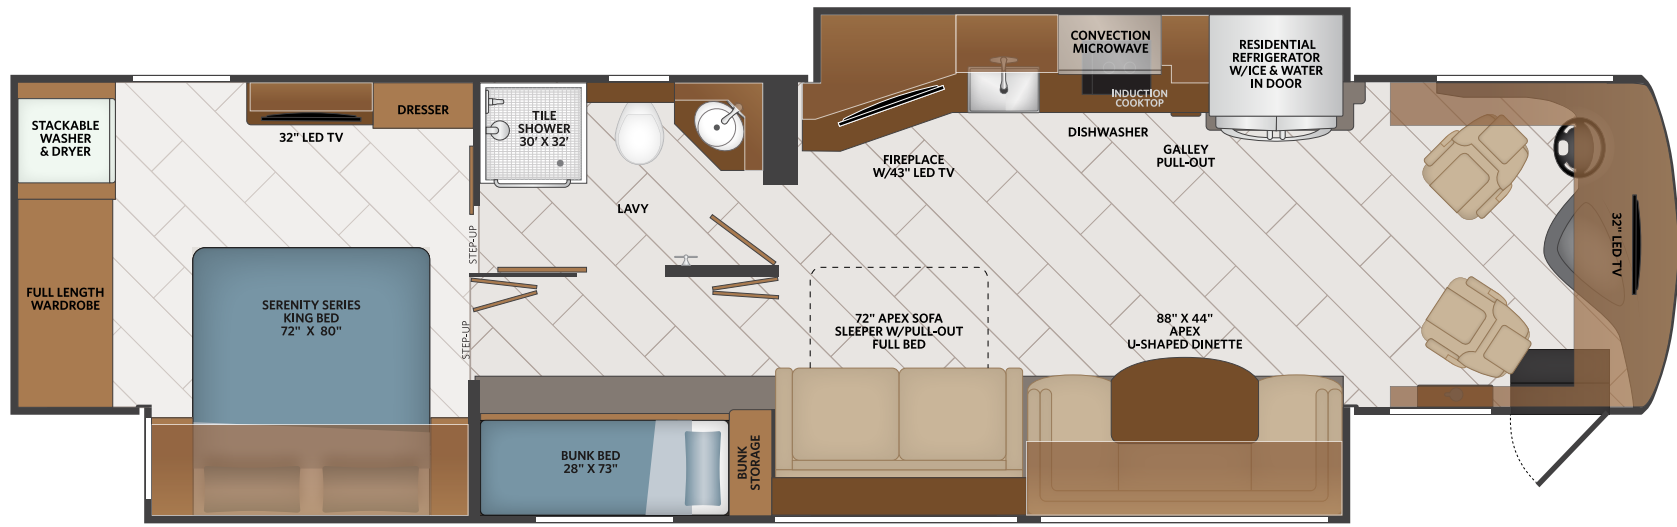 STACKABLE
WASHER
& DRYER
FULL LENGTH
WARDROBE
32" LED TV
DRESSER
SERENITY SERIES
KING BED
72" X 80"
STEP-UP
STEP-UP
TILE
SHOWER
30' X 32'
LAVY
BUNK BED
28" X 73"
BUNK
STORAGE
FIREPLACE
W/43" LED TV
CONVECTION
MICROWAVE
INDUCTION
COOKTOP
DISHWASHER
GALLEY
PULL-OUT
RESIDENTIAL
REFRIGERATOR
W/ICE & WATER
IN DOOR
72" APEX SOFA
SLEEPER W/PULL-OUT
FULL BED
88" X 44"
APEX
U-SHAPED DINETTE
32" LED TV